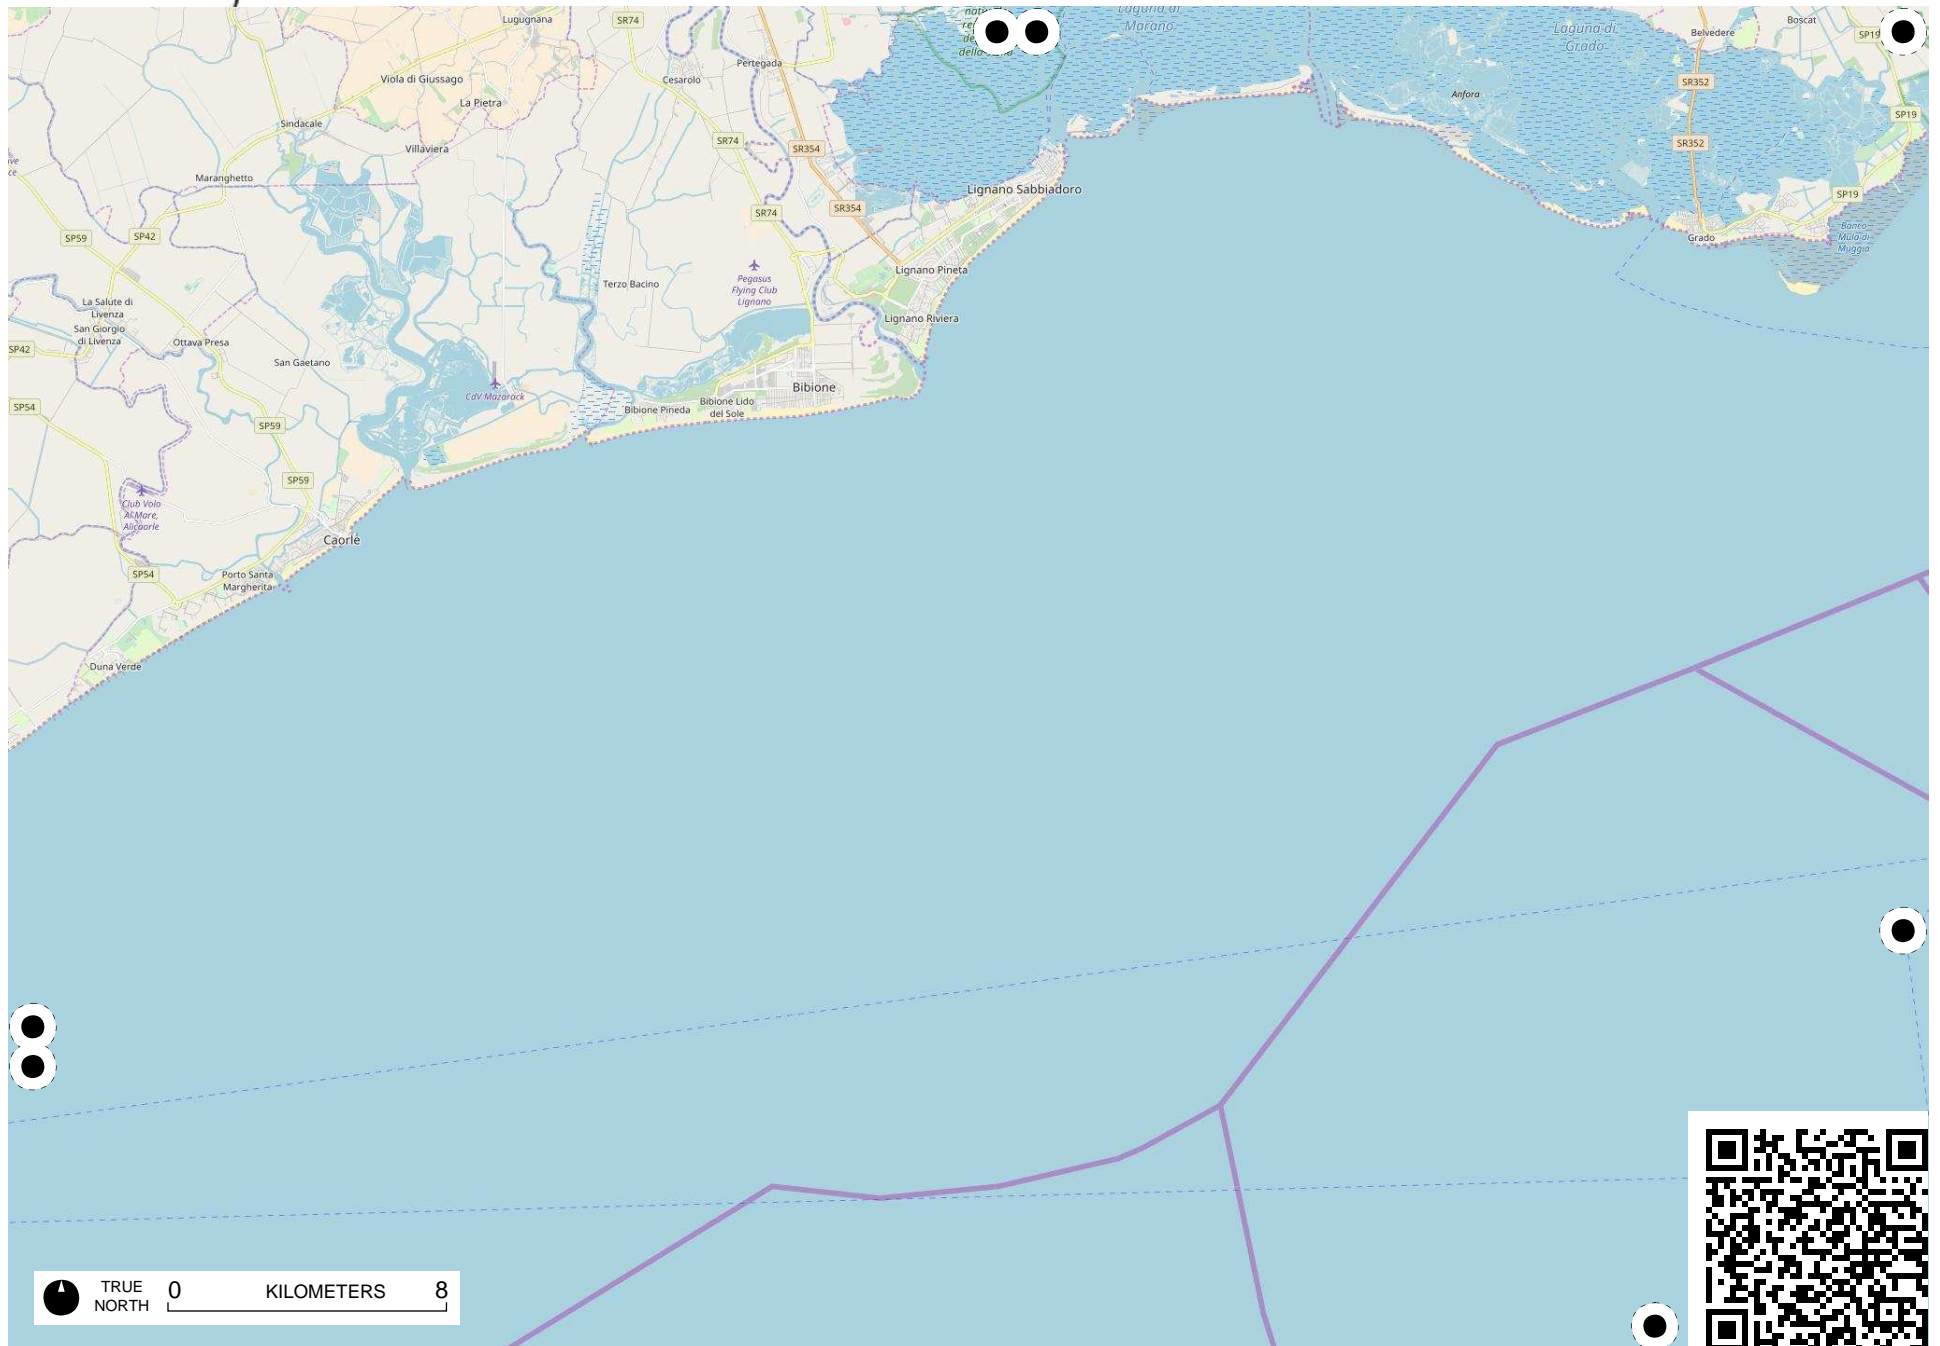 Lugugnana
SR74
Laguna di
Marano
Laguna di
Grado
Belvedere
Boscat
SP19
Pertegada
Cesarolo
Viola di Giussago
La Pietra
SR352
Anfora
SP19
Sindacale
SR74
SR354
SR352
Villaviera
Maranghetto
Lignano Sabbiadoro
SP19
SR74
SR354
SP59
SP42
Grado
Banco
Mula di
Muggia
Lignano Pineta
Pegasus
Flying Club
Lignano
Terzo Bacino
La Salute di
Livenza
San Giorgio
di Livenza
Lignano Riviera
SP42
Ottava Presa
San Gaetano
Bibione
CdV Mazarack
Bibione Pineda
Bibione Lido
del Sole
SP54
SP59
SP59
Club Volo
Al Mare,
Alicaorle
Caorle
SP54
Porto Santa
Margherita
Duna Verde
TRUE
NORTH
0 KILOMETERS 8